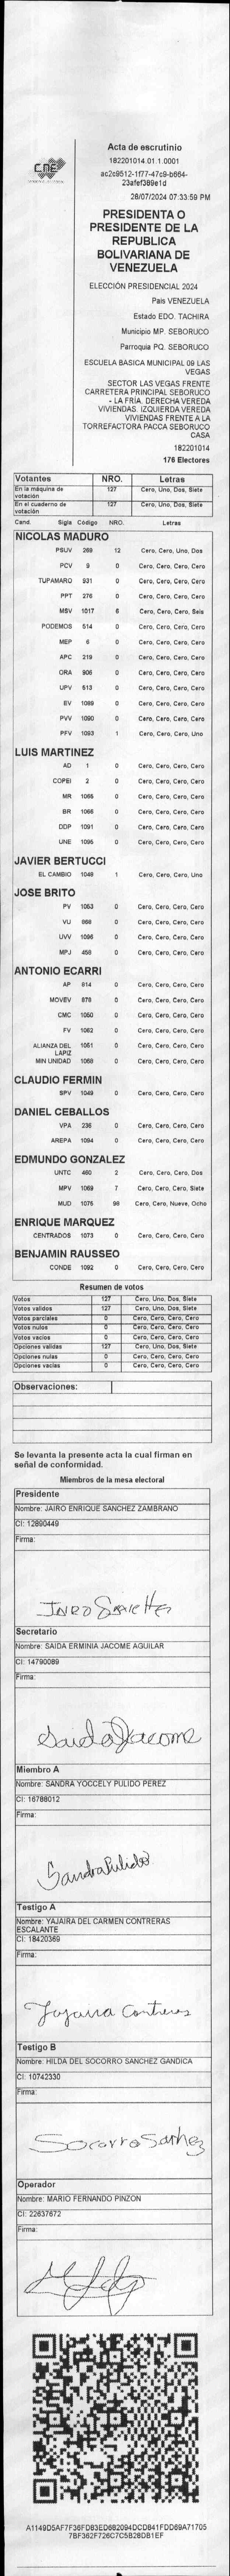 CNE
Acta de escrutinio
182201014.01.1.0001
ac2c9512-1f77-47c9-b664-
23afef389e1d
28/07/2024 07:33:59 PM
PRESIDENTA O
PRESIDENTE DE LA
REPUBLICA
BOLIVARIANA DE
VENEZUELA
ELECCIÓN PRESIDENCIAL 2024
Pais VENEZUELA
Estado EDO. TACHIRA
Municipio MP. SEBORUCO
Parroquia PQ. SEBORUCO
ESCUELA BASICA MUNICIPAL 09 LAS
VEGAS
SECTOR LAS VEGAS FRENTE
CARRETERA PRINCIPAL SEBORUCO
- LA FRÍA. DERECHA VEREDA
VIVIENDAS. IZQUIERDA VEREDA
VIVIENDAS FRENTE A LA
TORREFACTORA PACCA SEBORUCO
CASA
182201014
176 Electores
Votantes NRO. Letras
En la máquina de votación 127 Cero, Uno, Dos, Siete
En el cuaderno de votación 127 Cero, Uno, Dos, Siete
Cand. Sigla Código NRO. Letras
NICOLAS MADURO
PSUV 269 12 Cero, Cero, Uno, Dos
PCV 9 0 Cero, Cero, Cero, Cero
TUPAMARO 931 0 Cero, Cero, Cero, Cero
PPT 276 0 Cero, Cero, Cero, Cero
MSV 1017 6 Cero, Cero, Cero, Seis
PODEMOS 514 0 Cero, Cero, Cero, Cero
MEP 6 0 Cero, Cero, Cero, Cero
APC 219 0 Cero, Cero, Cero, Cero
ORA 906 0 Cero, Cero, Cero, Cero
UPV 613 0 Cero, Cero, Cero, Cero
EV 1089 0 Cero, Cero, Cero, Cero
PVV 1090 0 Cero, Cero, Cero, Cero
PFV 1093 1 Cero, Cero, Cero, Uno
LUIS MARTINEZ
AD 1 0 Cero, Cero, Cero, Cero
COPEI 2 0 Cero, Cero, Cero, Cero
MR 1065 0 Cero, Cero, Cero, Cero
BR 1066 0 Cero, Cero, Cero, Cero
DDP 1091 0 Cero, Cero, Cero, Cero
UNE 1095 0 Cero, Cero, Cero, Cero
JAVIER BERTUCCI
EL CAMBIO 1048 1 Cero, Cero, Cero, Uno
JOSE BRITO
PV 1053 0 Cero, Cero, Cero, Cero
VU 868 0 Cero, Cero, Cero, Cero
UVV 1096 0 Cero, Cero, Cero, Cero
MPJ 458 0 Cero, Cero, Cero, Cero
ANTONIO ECARRI
AP 814 0 Cero, Cero, Cero, Cero
MOVEV 878 0 Cero, Cero, Cero, Cero
CMC 1050 0 Cero, Cero, Cero, Cero
FV 1062 0 Cero, Cero, Cero, Cero
ALIANZA DEL LAPIZ 1051 0 Cero, Cero, Cero, Cero
MIN UNIDAD 1068 0 Cero, Cero, Cero, Cero
CLAUDIO FERMIN
SPV 1049 0 Cero, Cero, Cero, Cero
DANIEL CEBALLOS
VPA 236 0 Cero, Cero, Cero, Cero
AREPA 1094 0 Cero, Cero, Cero, Cero
EDMUNDO GONZALEZ
UNTC 460 2 Cero, Cero, Cero, Dos
MPV 1069 7 Cero, Cero, Cero, Siete
MUD 1075 98 Cero, Cero, Nueve, Ocho
ENRIQUE MARQUEZ
CENTRADOS 1073 0 Cero, Cero, Cero, Cero
BENJAMIN RAUSSEO
CONDE 1092 0 Cero, Cero, Cero, Cero
Resumen de votos
Votos 127 Cero, Uno, Dos, Siete
Votos validos 127 Cero, Uno, Dos, Siete
Votos parciales 0 Cero, Cero, Cero, Cero
Votos nulos 0 Cero, Cero, Cero, Cero
Votos vacíos 0 Cero, Cero, Cero, Cero
Opciones validas 127 Cero, Uno, Dos, Siete
Opciones nulas 0 Cero, Cero, Cero, Cero
Opciones vacias 0 Cero, Cero, Cero, Cero
Observaciones:
Se levanta la presente acta la cual firman en
señal de conformidad.
Miembros de la mesa electoral
Presidente
Nombre: JAIRO ENRIQUE SANCHEZ ZAMBRANO
CI: 12890449
Firma:
Secretario
Nombre: SAIDA ERMINIA JACOME AGUILAR
CI: 14790089
Firma:
Saida Jacome
Miembro A
Nombre: SANDRA YOCCELY PULIDO PEREZ
CI: 16788012
Firma:
Sandra Pulido
Testigo A
Nombre: YAJAIRA DEL CARMEN CONTRERAS
ESCALANTE
CI: 18420369
Firma:
Testigo B
Nombre: HILDA DEL SOCORRO SANCHEZ GANDICA
CI: 10742330
Firma:
Socorro Sanchez
Operador
Nombre: MARIO FERNANDO PINZON
CI: 22637672
Firma:
A1149D5AF7F36FD83ED682094DCD841FDD69A71705
7BF362F726C7C5B28DB1EF